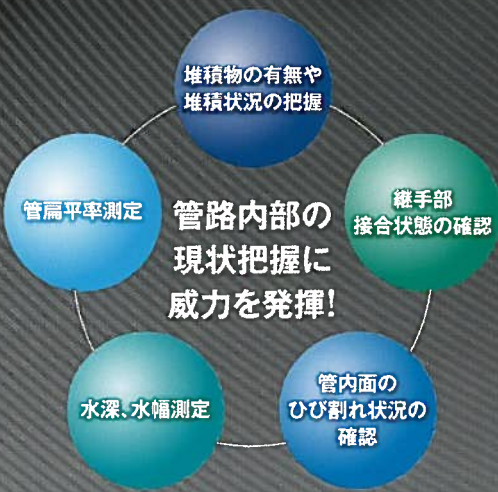 堆積物の有無や
堆積状況の把握
管扁平率測定
管路内部の
現状把握に
威力を発揮!
継手部
接合状態の確認
水深、水幅測定
管内面の
ひび割れ状況の
確認